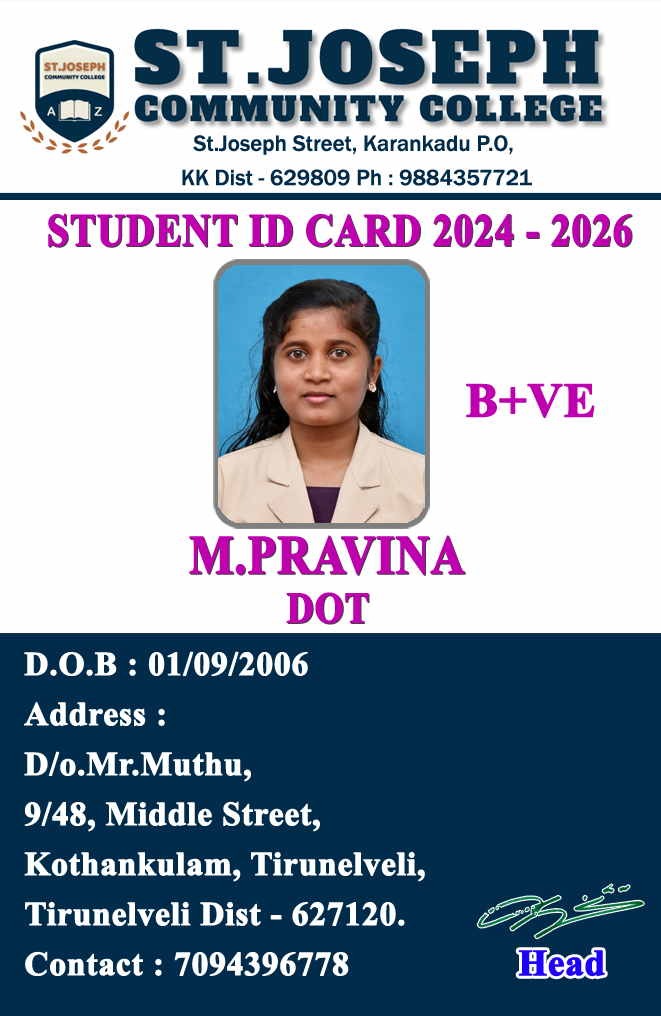 ST.JOSEPH
COMMUNITY COLLEGE
A Z
ST.JOSEPH
COMMUNITY COLLEGE
St.Joseph Street, Karankadu P.O,
KK Dist - 629809 Ph : 9884357721
STUDENT ID CARD 2024 - 2026
B+VE
M.PRAVINA
DOT
D.O.B : 01/09/2006
Address :
D/o.Mr.Muthu,
9/48, Middle Street,
Kothankulam, Tirunelveli,
Tirunelveli Dist - 627120.
Contact : 7094396778
Head